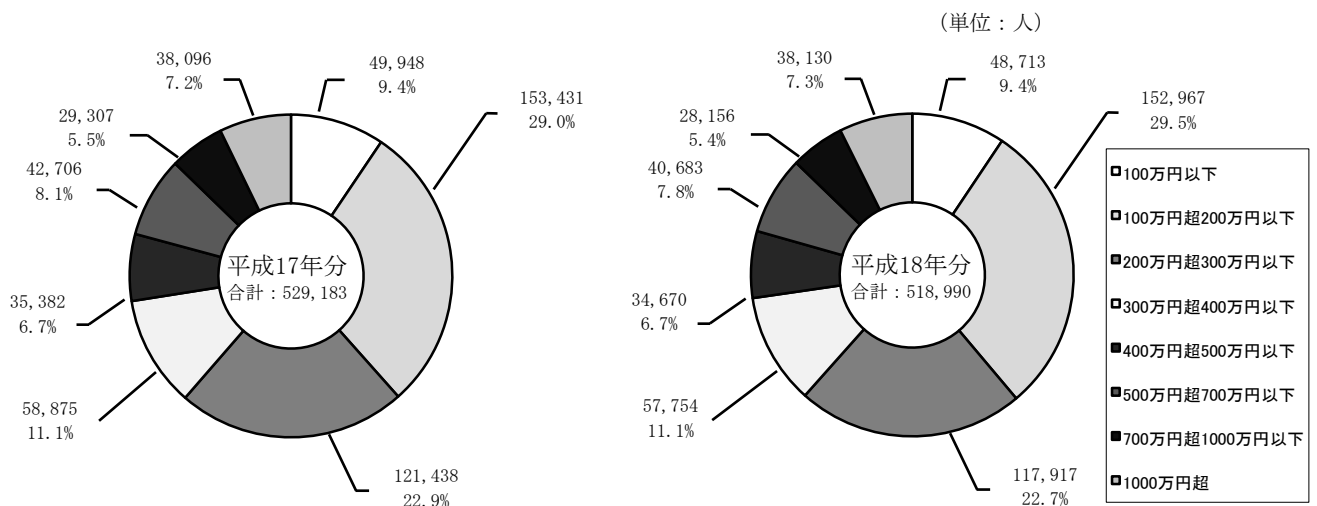 (単位：人)
38,096
7.2%
49,948
9.4%
153,431
29.0%
29,307
5.5%
42,706
8.1%
平成17年分
合計：529,183
35,382
6.7%
58,875
11.1%
121,438
22.9%
38,130
7.3%
48,713
9.4%
152,967
29.5%
28,156
5.4%
40,683
7.8%
平成18年分
合計：518,990
34,670
6.7%
57,754
11.1%
117,917
22.7%
100万円以下
100万円超200万円以下
200万円超300万円以下
300万円超400万円以下
400万円超500万円以下
500万円超700万円以下
700万円超1000万円以下
1000万円超